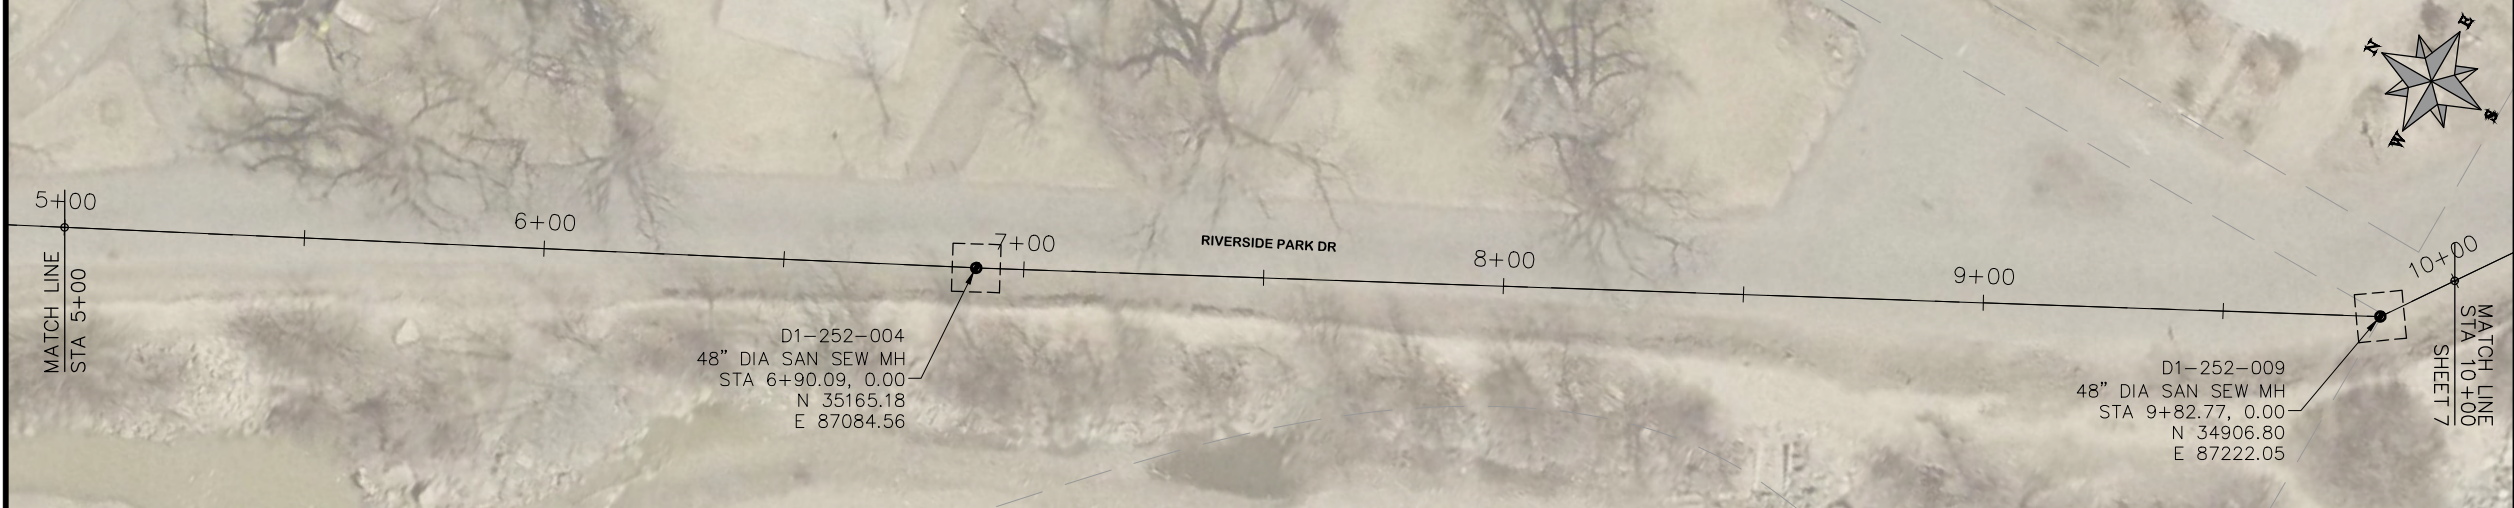 N
E
S
W
5+00
6+00
7+00
RIVERSIDE PARK DR
8+00
9+00
10+00
MATCH LINE
STA 5+00
D1-252-004
48" DIA SAN SEW MH
STA 6+90.09, 0.00
N 35165.18
E 87084.56
D1-252-009
48" DIA SAN SEW MH
STA 9+82.77, 0.00
N 34906.80
E 87222.05
MATCH LINE
STA 10+00
SHEET 7